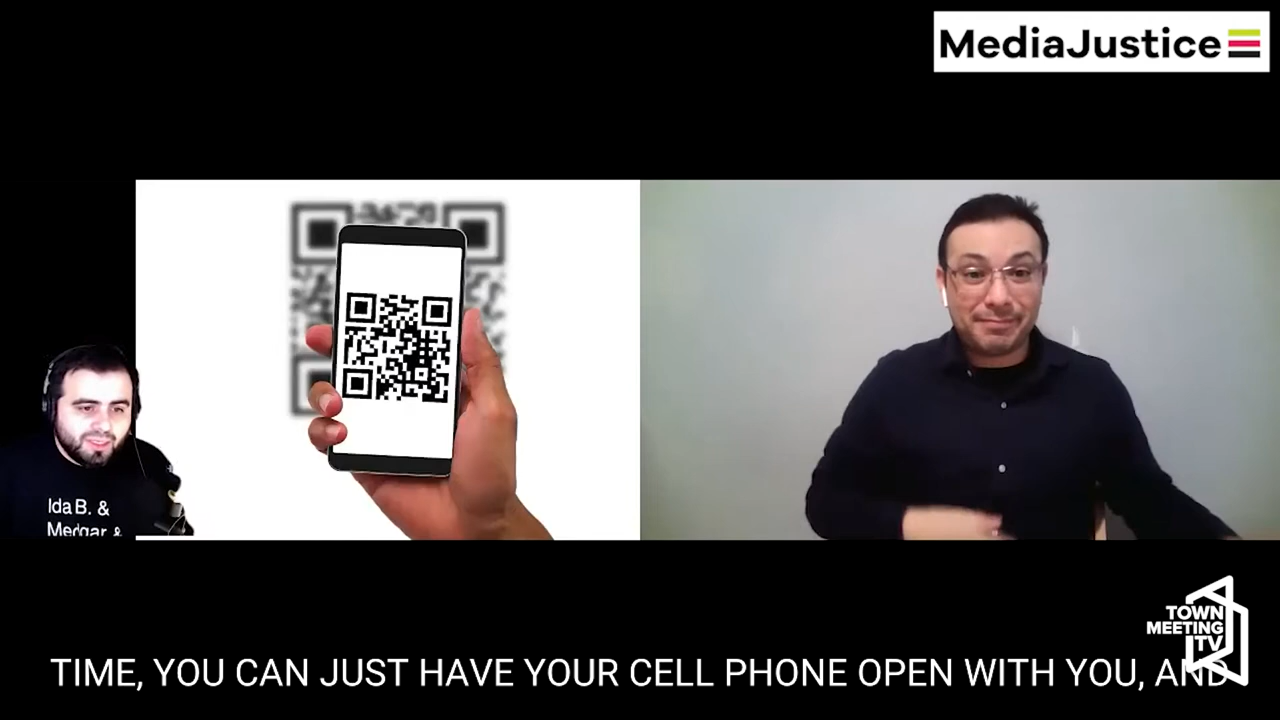 MediaJustice
Ida B. &
Medgar &
TOWN
MEETING
TV
TIME, YOU CAN JUST HAVE YOUR CELL PHONE OPEN WITH YOU, AND